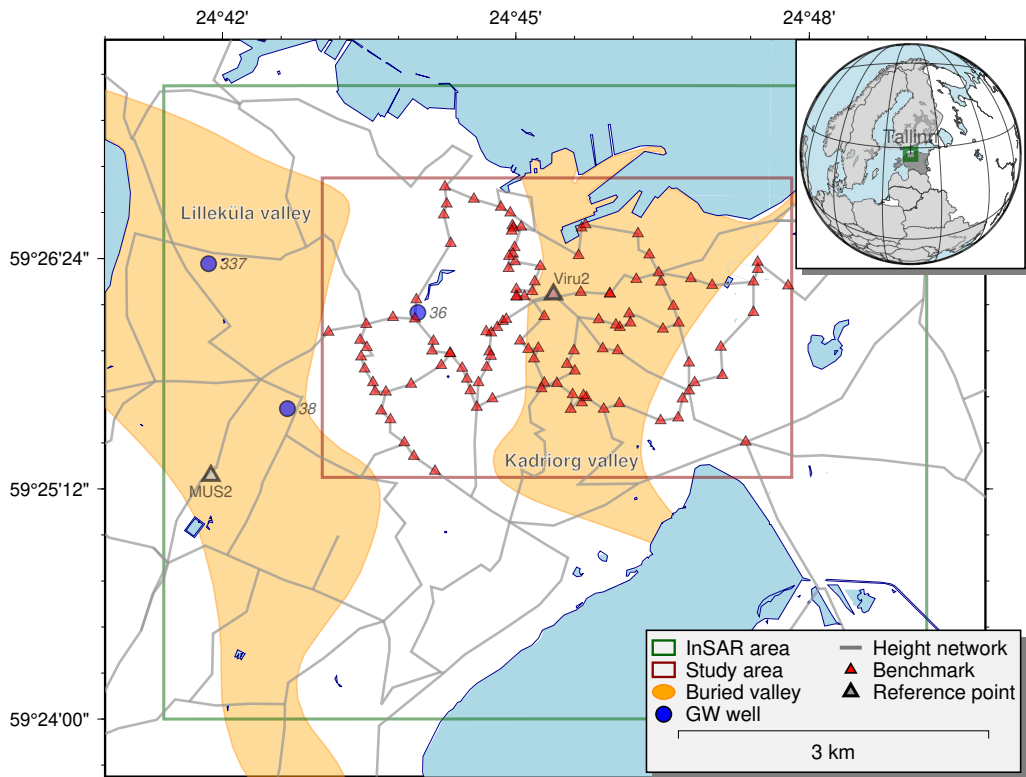 24°42'
24°45'
24°48'
Tallinn
Lilleküla valley
59°26'24"
337
Viru2
36
38
Kadriorg valley
59°25'12"
MUS2
InSAR area
Height network
Study area
Benchmark
Buried valley
Reference point
GW well
59°24'00"
3 km